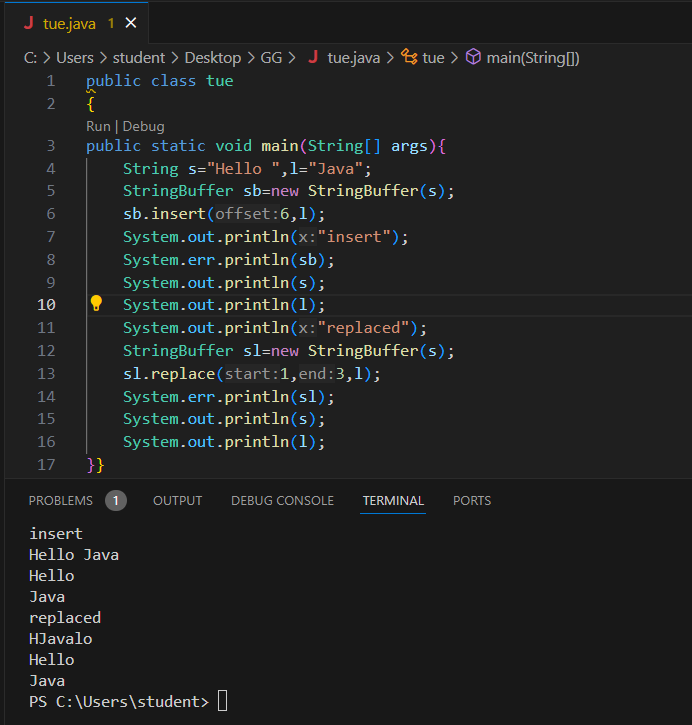 J tue.java 1 ×
C: > Users > student > Desktop > GG > J tue.java > tue > main(String[])
1 public class tue
2 {
Run | Debug
3 public static void main(String[] args){
4 String s="Hello ",l="Java";
5 StringBuffer sb=new StringBuffer(s);
6 sb.insert(offset:6,l);
7 System.out.println(x:"insert");
8 System.err.println(sb);
9 System.out.println(s);
10 System.out.println(l);
11 System.out.println(x:"replaced");
12 StringBuffer sl=new StringBuffer(s);
13 sl.replace(start:1,end:3,l);
14 System.err.println(sl);
15 System.out.println(s);
16 System.out.println(l);
17 }}
PROBLEMS 1 OUTPUT DEBUG CONSOLE TERMINAL PORTS
insert
Hello Java
Hello
Java
replaced
HJavalo
Hello
Java
PS C:\Users\student>